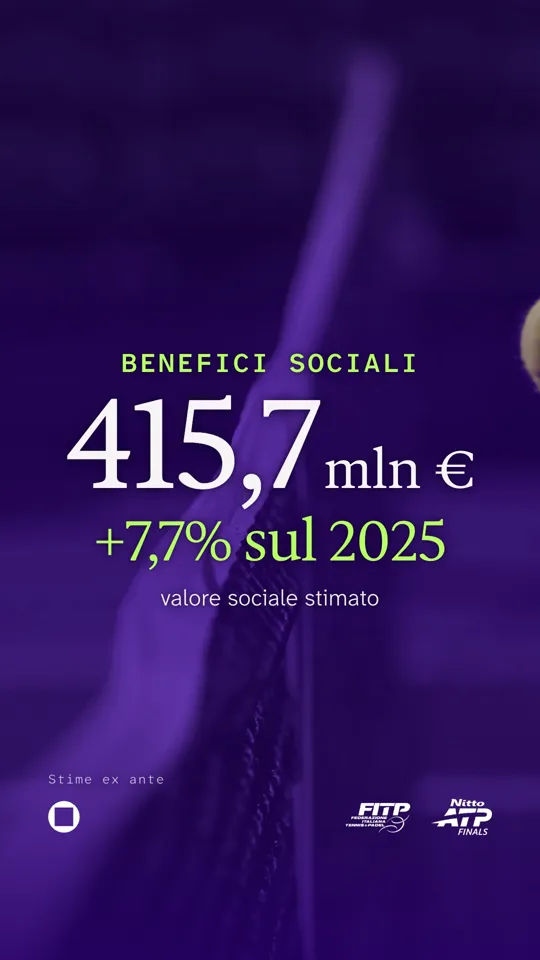 BENEFICI SOCIALI
415,7 mln €
+7,7% sul 2025
valore sociale stimato
Stime ex ante
FITP
FEDERAZIONE
ITALIANA
TENNIS E PADEL
Nitto
ATP
FINALS